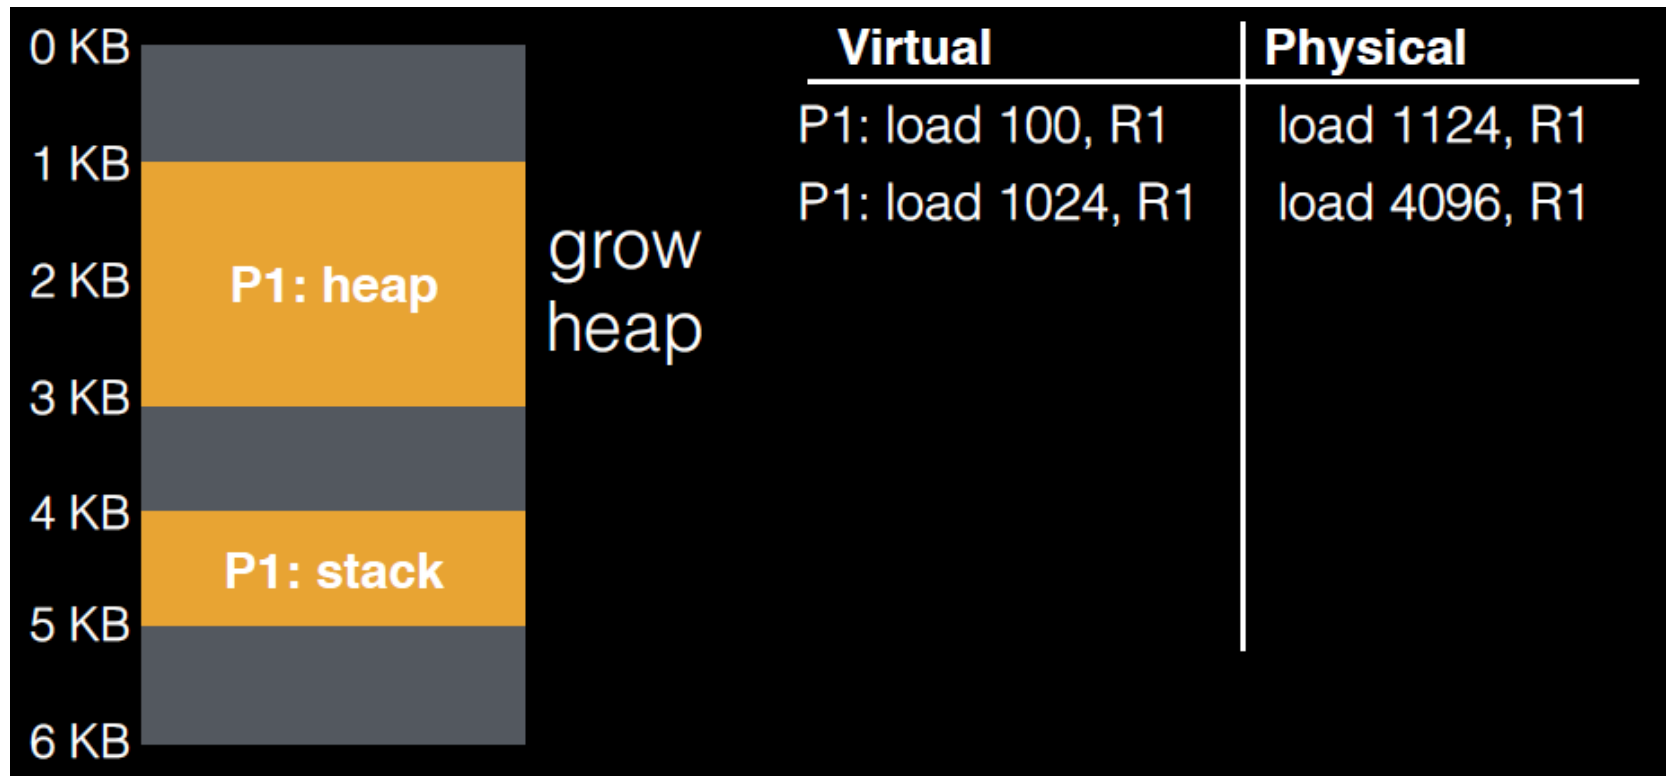 0 KB
1 KB
2 KB
3 KB
4 KB
5 KB
6 KB
P1: heap
P1: stack
grow
heap
Virtual Physical
P1: load 100, R1 load 1124, R1
P1: load 1024, R1 load 4096, R1